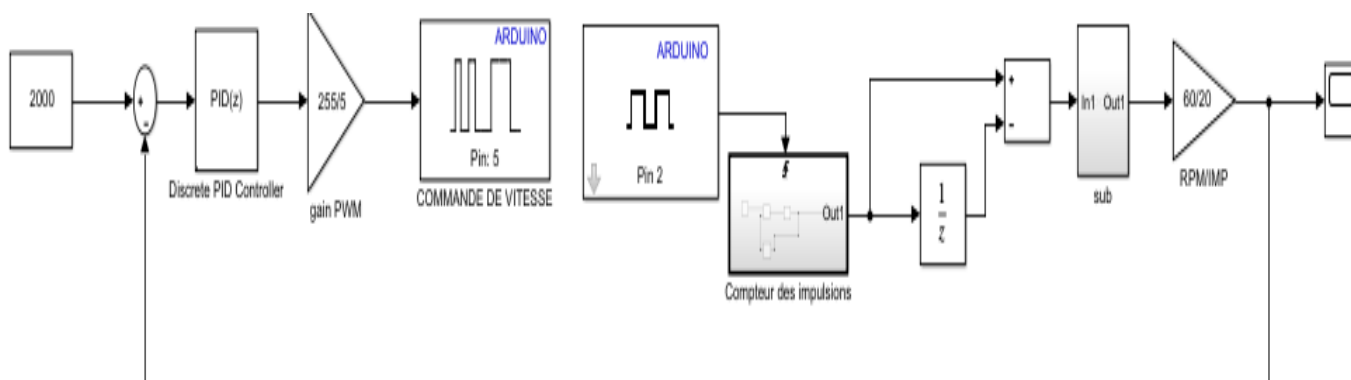 2000
+
−
PID(z)
Discrete PID Controller
255/5
gain PWM
ARDUINO
Pin: 5
COMMANDE DE VITESSE
ARDUINO
Pin 2
Out1
Compteur des impulsions
1
z
+
−
In1 Out1
sub
60/20
RPM/IMP